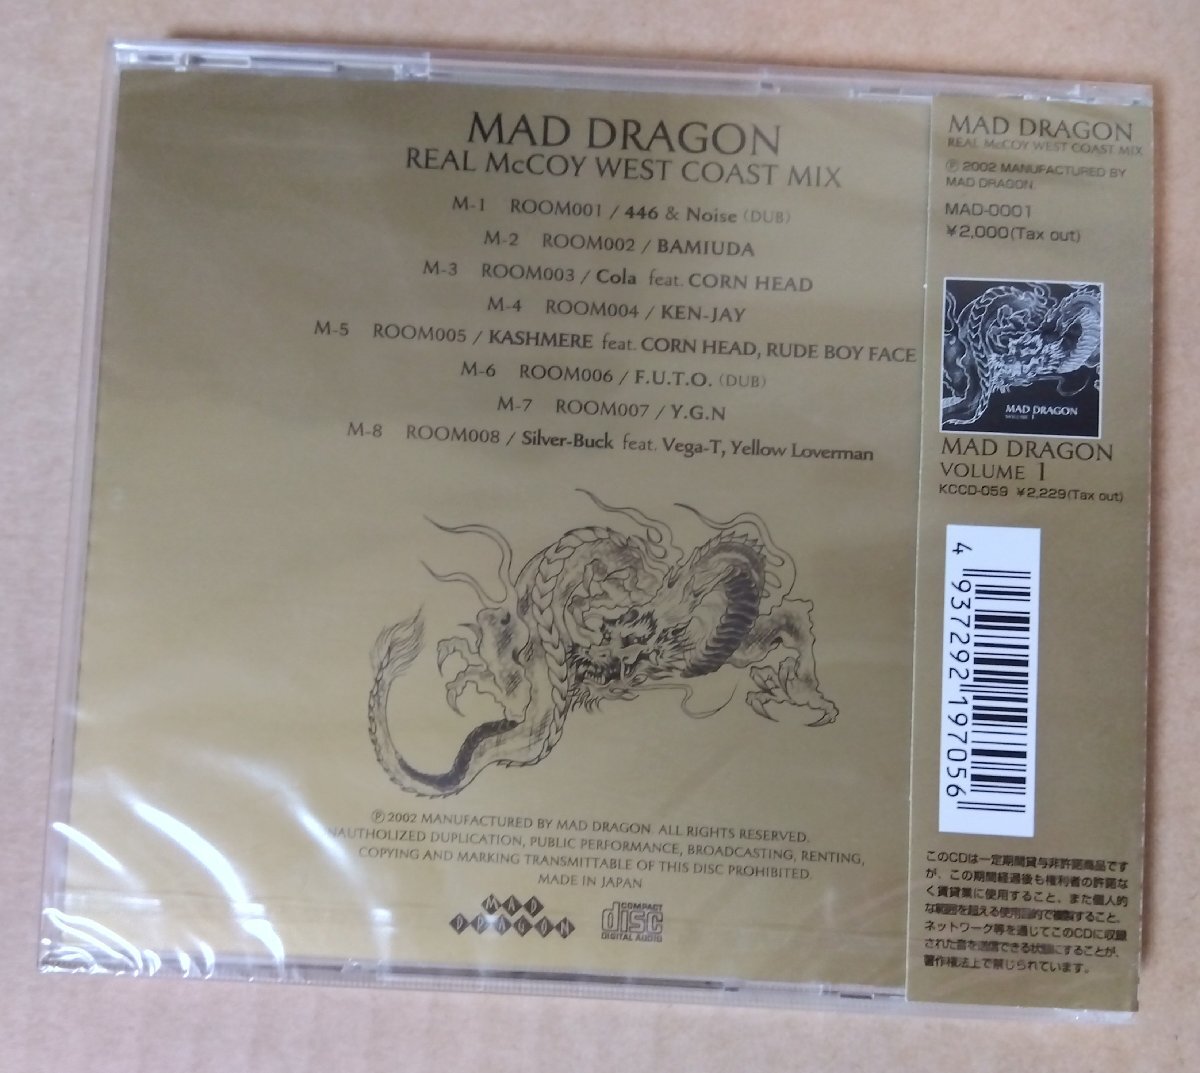 MAD DRAGON
REAL McCOY WEST COAST MIX
M-1 ROOM001 / 446 & Noise (DUB)
M-2 ROOM002 / BAMIUDA
M-3 ROOM003 / Cola feat. CORN HEAD
M-4 ROOM004 / KEN-JAY
M-5 ROOM005 / KASHMERE feat. CORN HEAD, RUDE BOY FACE
M-6 ROOM006 / F.U.T.O. (DUB)
M-7 ROOM007 / Y.G.N
M-8 ROOM008 / Silver-Buck feat. Vega-T, Yellow Loverman
Ⓟ 2002 MANUFACTURED BY MAD DRAGON. ALL RIGHTS RESERVED.
UNAUTHOLIZED DUPLICATION, PUBLIC PERFORMANCE, BROADCASTING, RENTING,
COPYING AND MARKING TRANSMITTABLE OF THIS DISC PROHIBITED.
MADE IN JAPAN
MAD
DRAGON
COMPACT
disc
DIGITAL AUDIO
MAD DRAGON
REAL McCOY WEST COAST MIX
Ⓟ 2002 MANUFACTURED BY
MAD DRAGON.
MAD-0001
¥2,000(Tax out)
MAD DRAGON
VOLUME 1
MAD DRAGON
VOLUME 1
KCCD-059 ¥2,229(Tax out)
4 937292 197056
このCDは一定期間貸与非許諾商品です
が、この期間経過後も権利者の許諾な
く賃貸業に使用すること、また個人的
な範囲を超える使用目的で複製すること、
ネットワーク等を通じてこのCDに収録
された音を送信できる状態にすることが、
著作権法上で禁じられています。